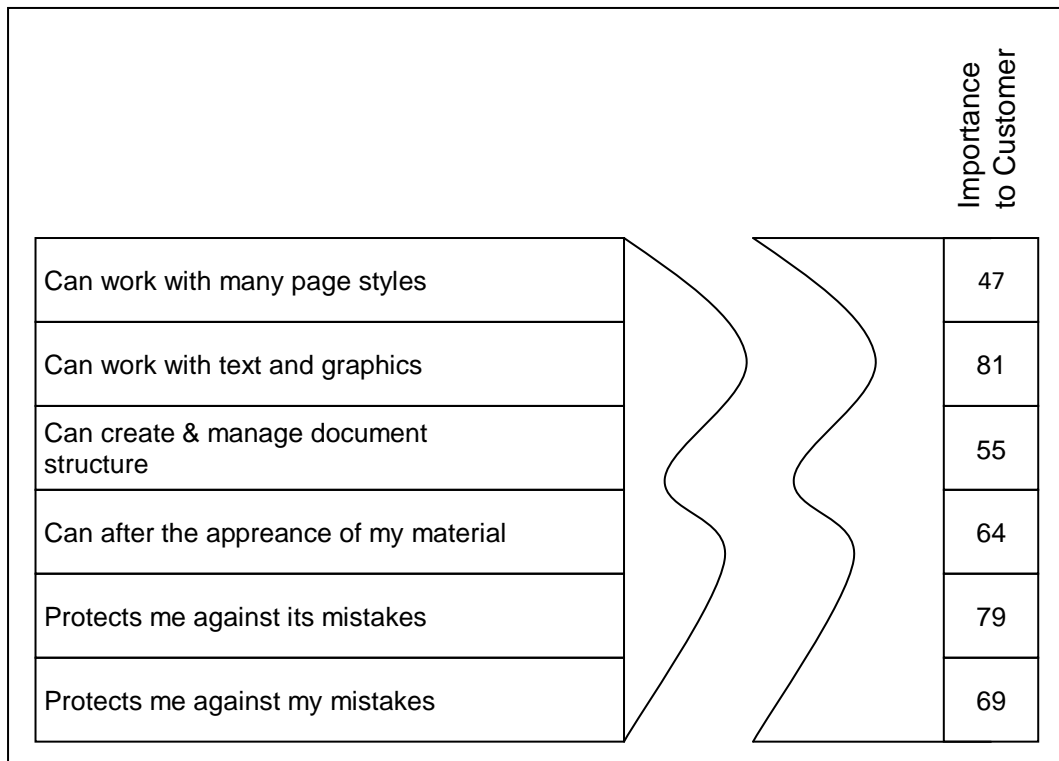 Importance
to Customer
Can work with many page styles
47
Can work with text and graphics
81
Can create & manage document
structure
55
Can after the appreance of my material
64
Protects me against its mistakes
79
Protects me against my mistakes
69